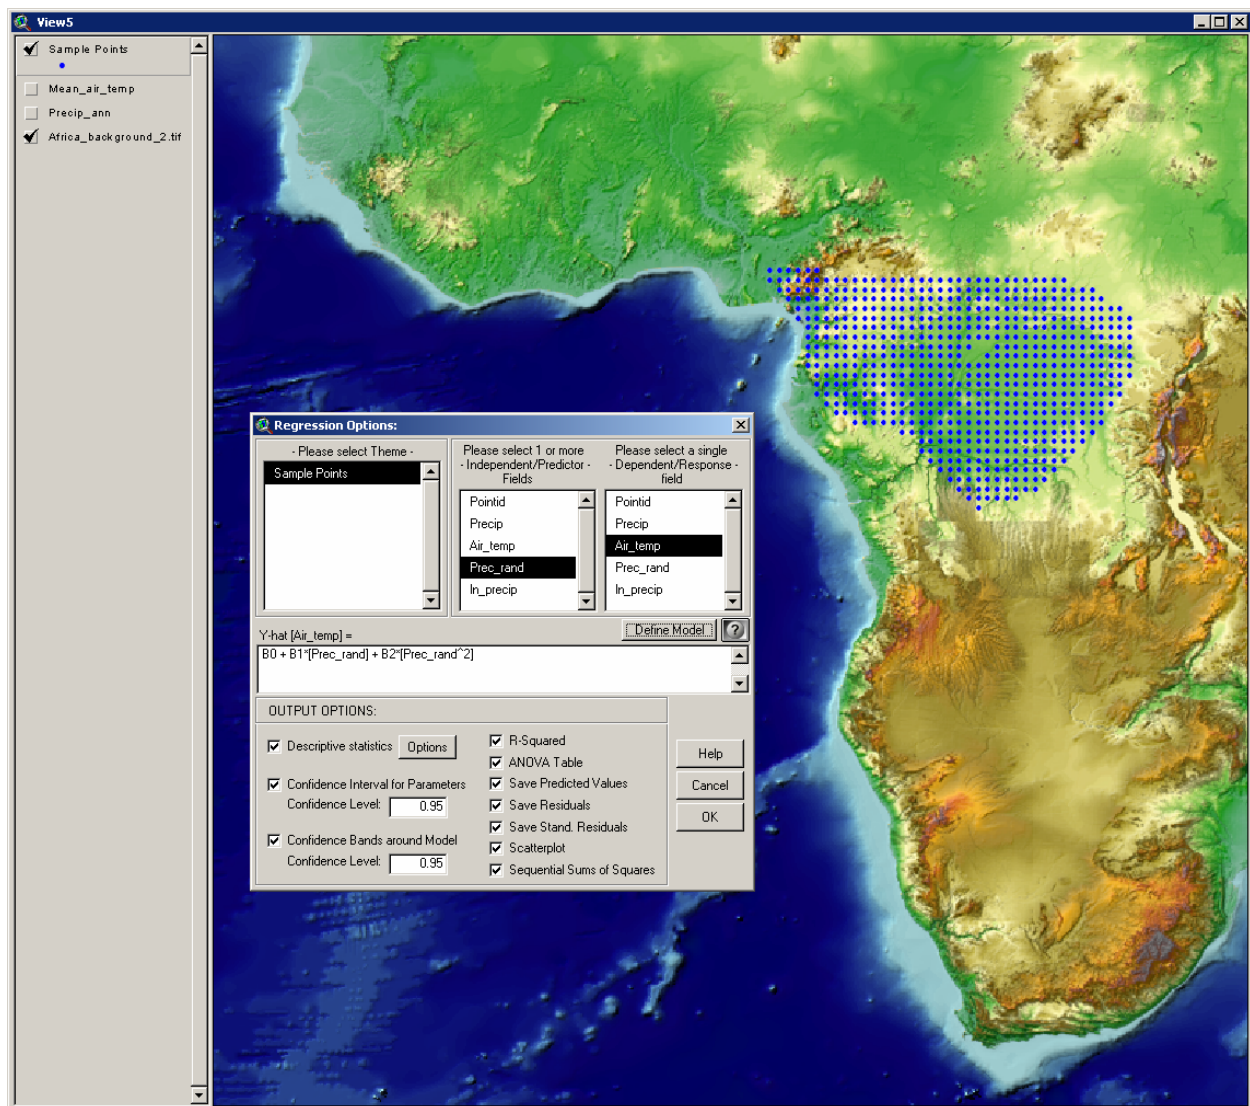 View5
Sample Points
Mean_air_temp
Precip_ann
Africa_background_2.tif
Regression Options:
- Please select Theme -
Sample Points
Please select 1 or more
- Independent/Predictor -
Fields
Pointid
Precip
Air_temp
Prec_rand
ln_precip
Please select a single
- Dependent/Response -
field
Pointid
Precip
Air_temp
Prec_rand
ln_precip
Y-hat [Air_temp] =
Define Model
?
B0 + B1*[Prec_rand] + B2*[Prec_rand^2]
OUTPUT OPTIONS:
Descriptive statistics
Options
Confidence Interval for Parameters
Confidence Level: 0.95
Confidence Bands around Model
Confidence Level: 0.95
R-Squared
ANOVA Table
Save Predicted Values
Save Residuals
Save Stand. Residuals
Scatterplot
Sequential Sums of Squares
Help
Cancel
OK